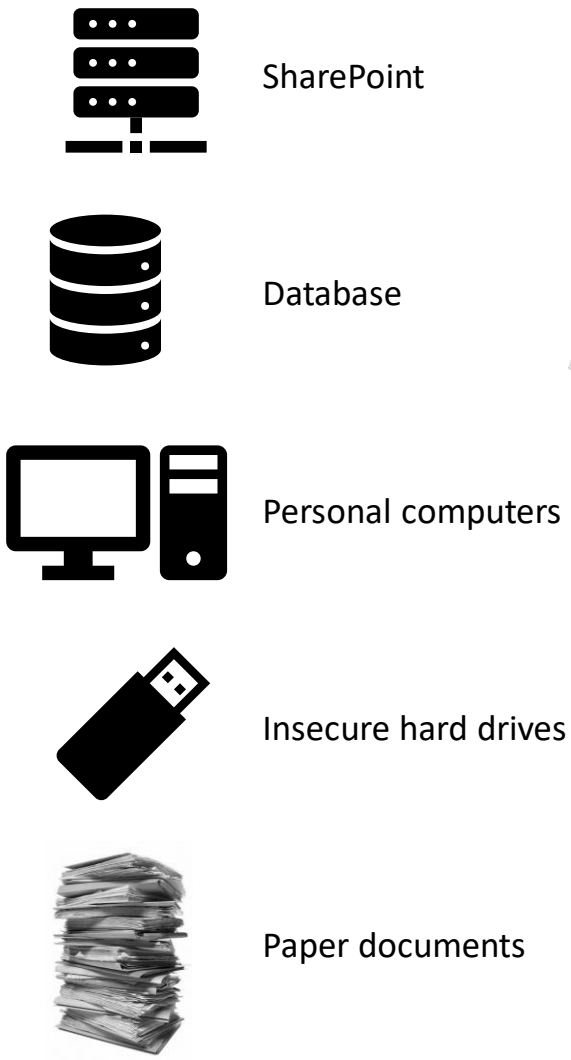 SharePoint
Database
Personal computers
Insecure hard drives
Paper documents